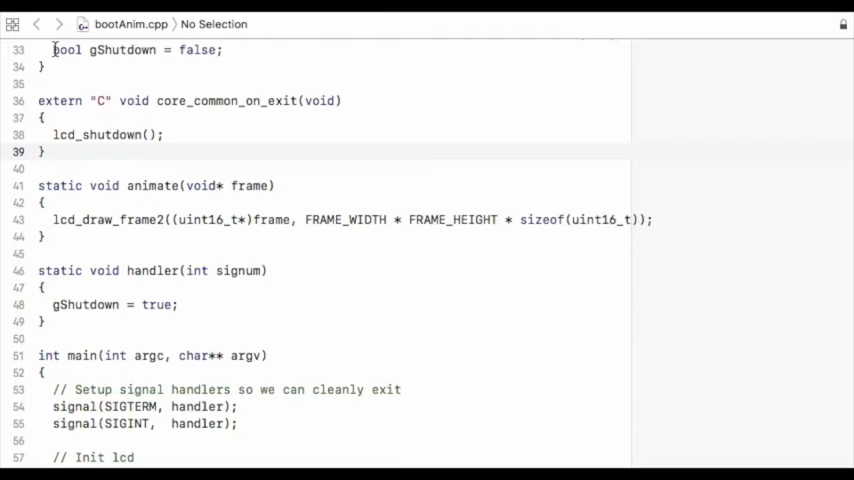 bootAnim.cpp 〉 No Selection
33 bool gShutdown = false;
34 }
35
36 extern "C" void core_common_on_exit(void)
37 {
38 lcd_shutdown();
39 }
40
41 static void animate(void* frame)
42 {
43 lcd_draw_frame2((uint16_t*)frame, FRAME_WIDTH * FRAME_HEIGHT * sizeof(uint16_t));
44 }
45
46 static void handler(int signum)
47 {
48 gShutdown = true;
49 }
50
51 int main(int argc, char** argv)
52 {
53 // Setup signal handlers so we can cleanly exit
54 signal(SIGTERM, handler);
55 signal(SIGINT,  handler);
56
57 // Init lcd